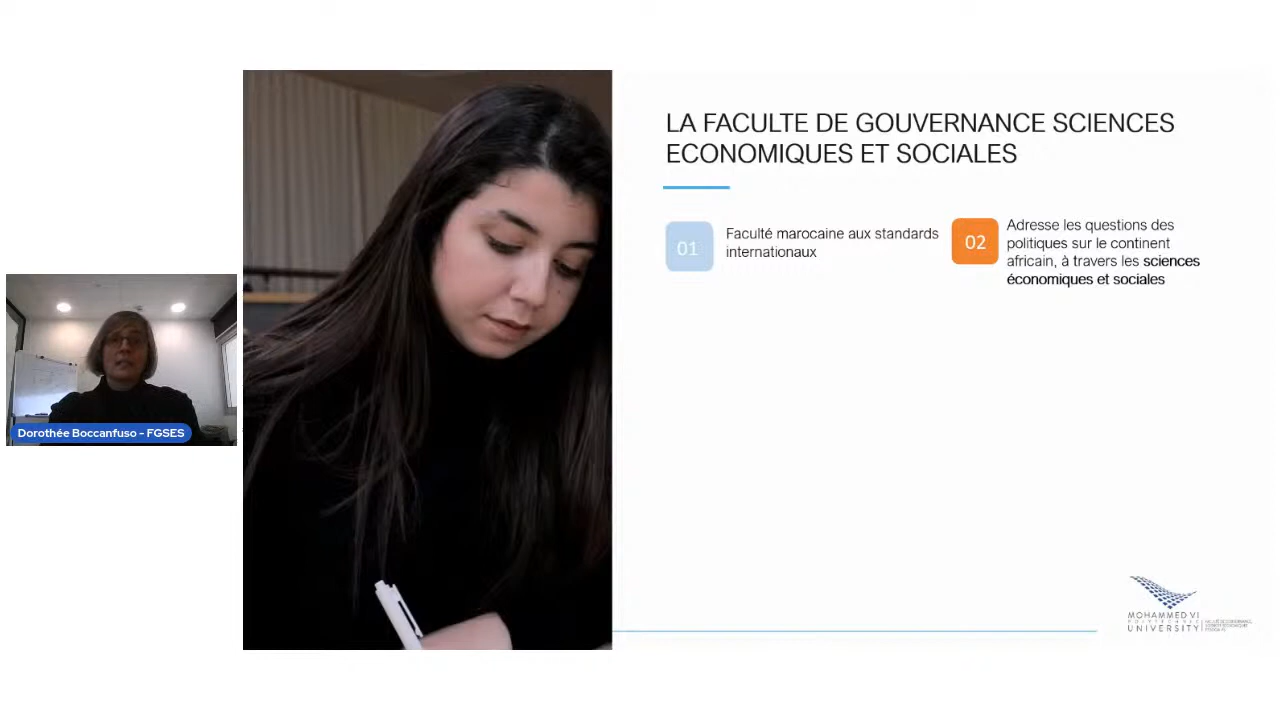 LA FACULTE DE GOUVERNANCE SCIENCES
ECONOMIQUES ET SOCIALES
01
Faculté marocaine aux standards
internationaux
02
Adresse les questions des
politiques sur le continent
africain, à travers les sciences
économiques et sociales
Dorothée Boccanfuso - FGSES
MOHAMMED VI
POLYTECHNIC
UNIVERSITY